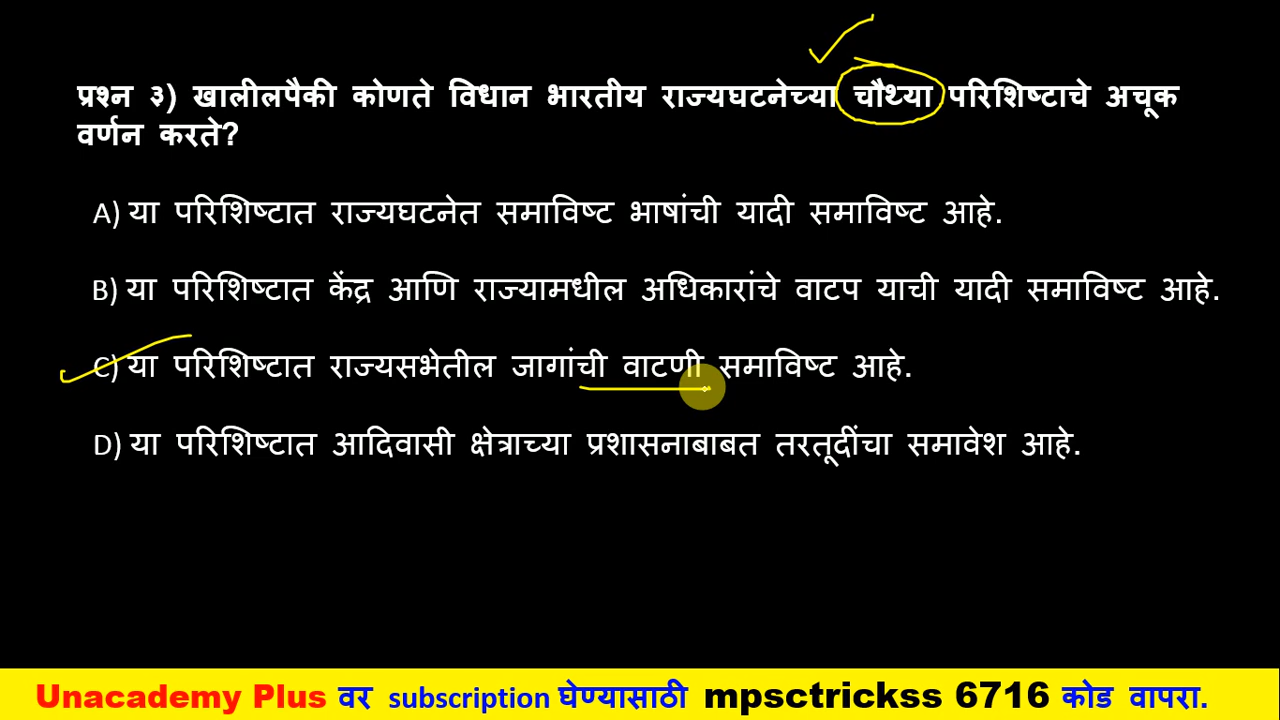 प्रश्न ३) खालीलपैकी कोणते विधान भारतीय राज्यघटनेच्या चौथ्या परिशिष्टाचे अचूक
वर्णन करते?
A) या परिशिष्टात राज्यघटनेत समाविष्ट भाषांची यादी समाविष्ट आहे.
B) या परिशिष्टात केंद्र आणि राज्यामधील अधिकारांचे वाटप याची यादी समाविष्ट आहे.
C) या परिशिष्टात राज्यसभेतील जागांची वाटणी समाविष्ट आहे.
D) या परिशिष्टात आदिवासी क्षेत्राच्या प्रशासनाबाबत तरतूदींचा समावेश आहे.
Unacademy Plus वर subscription घेण्यासाठी mpsctrickss 6716 कोड वापरा.